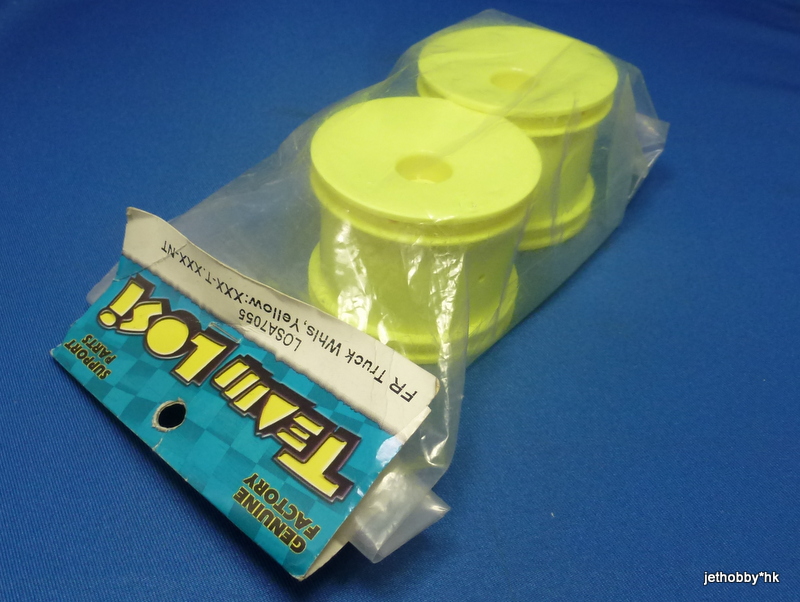 GENUINE
FACTORY
TEAM LOSi
SUPPORT
PARTS
LOSA7055
FR Truck Whls,Yellow:XXX-T,XXX-NT
jethobby*hk